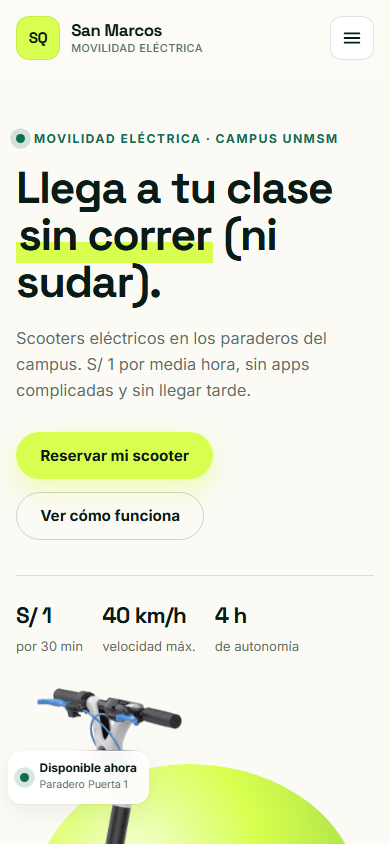 SQ
San Marcos
MOVILIDAD ELÉCTRICA
MOVILIDAD ELÉCTRICA · CAMPUS UNMSM
Llega a tu clase
sin correr (ni
sudar).
Scooters eléctricos en los paraderos del
campus. S/ 1 por media hora, sin apps
complicadas y sin llegar tarde.
Reservar mi scooter
Ver cómo funciona
S/ 1
por 30 min
40 km/h
velocidad máx.
4 h
de autonomía
Disponible ahora
Paradero Puerta 1